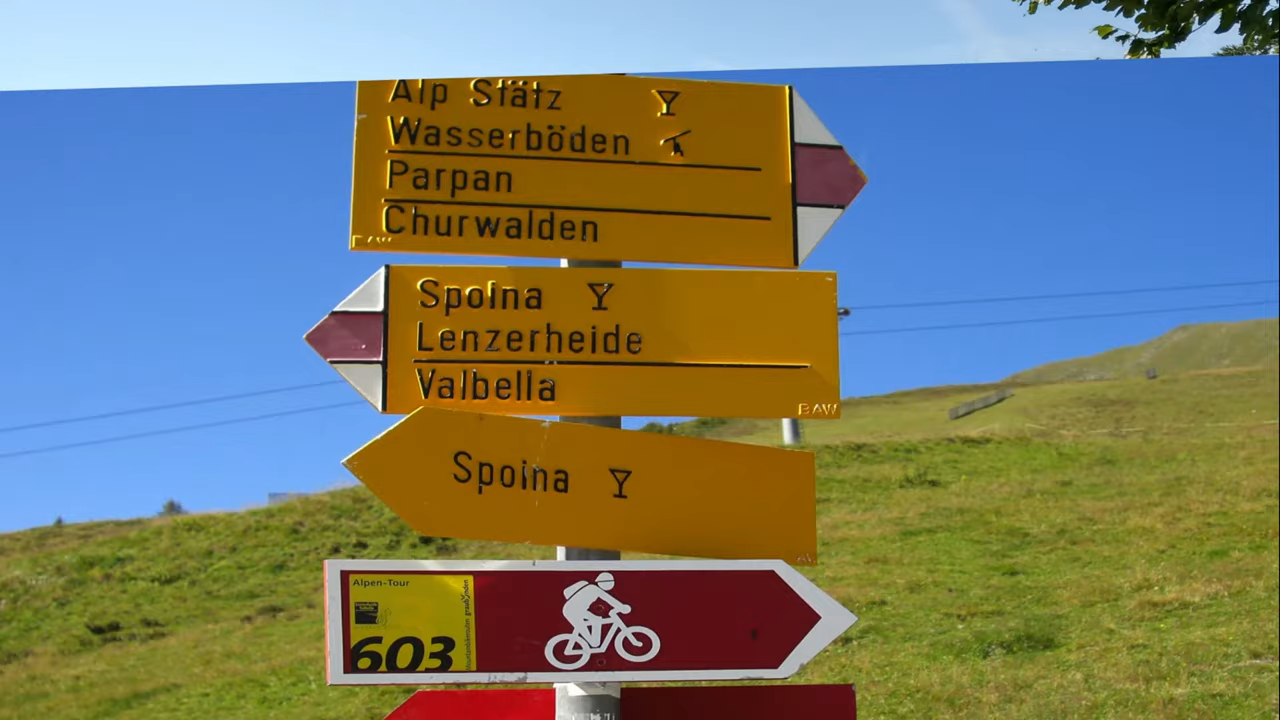 Alp Stätz
Wasserböden
Parpan
Churwalden
BAW
Spoina
Lenzerheide
Valbella
BAW
Spoina
Alpen-Tour
603